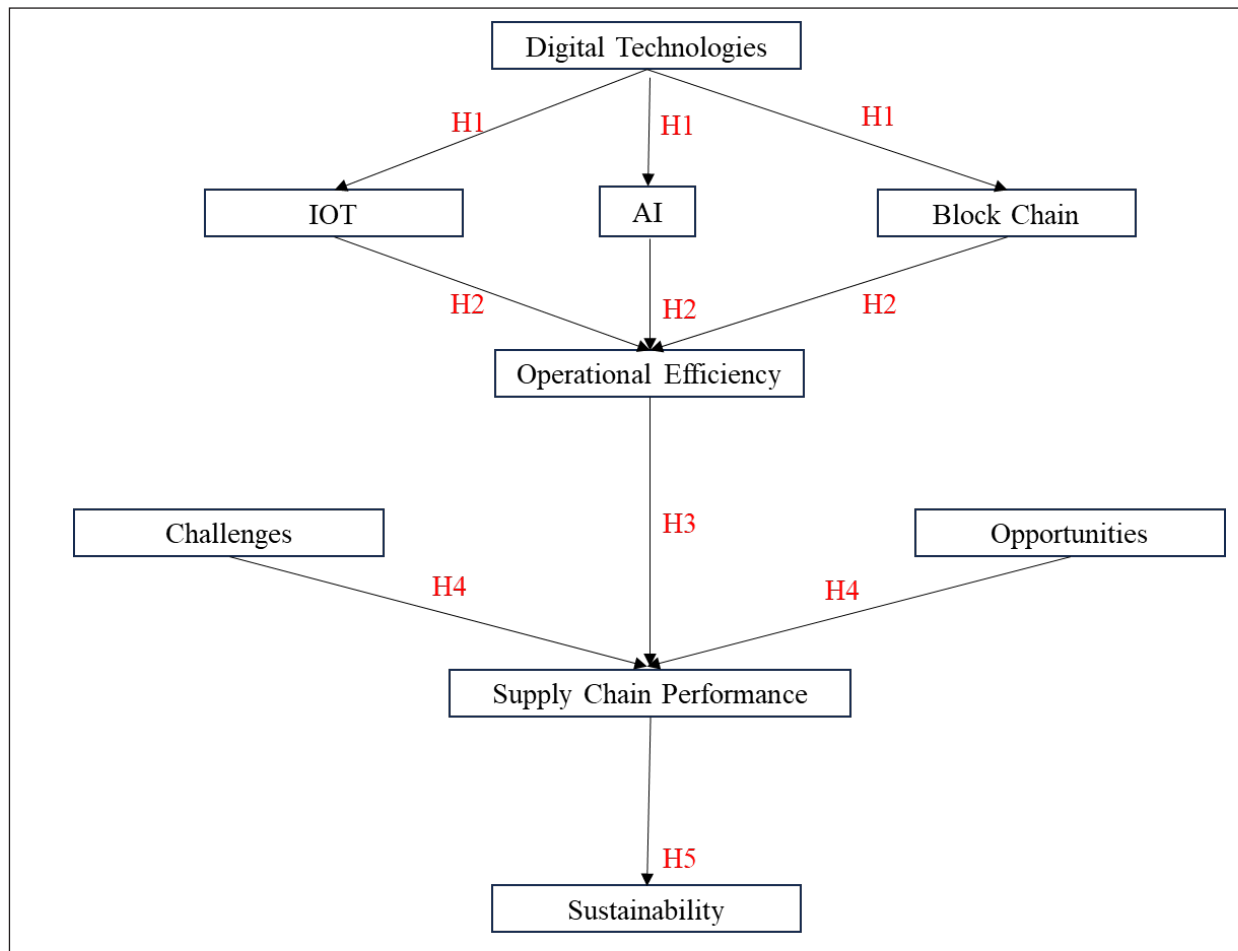 Digital Technologies
H1
H1
H1
IOT
AI
Block Chain
H2
H2
H2
Operational Efficiency
Challenges
H3
Opportunities
H4
H4
Supply Chain Performance
H5
Sustainability